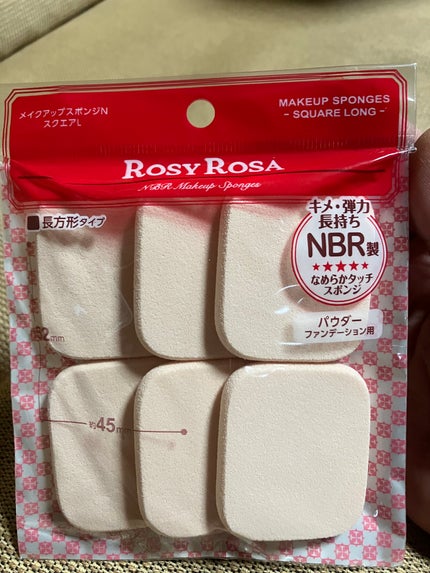 メイクアップスポンジN
スクエアL
MAKEUP SPONGES
- SQUARE LONG -
ROSY ROSA
NBR Makeup Sponges
■長方形タイプ
キメ・弾力
長持ち
NBR製
★★★★★
なめらかタッチ
スポンジ
パウダー
ファンデーション用
52mm
約45mm